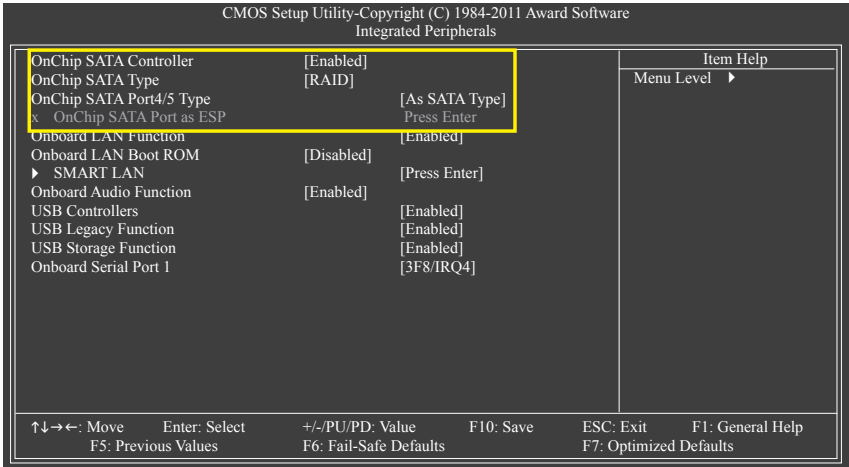 CMOS Setup Utility-Copyright (C) 1984-2011 Award Software
Integrated Peripherals
OnChip SATA Controller [Enabled] Item Help
OnChip SATA Type [RAID] Menu Level ▶
OnChip SATA Port4/5 Type [As SATA Type]
x OnChip SATA Port as ESP Press Enter
Onboard LAN Function [Enabled]
Onboard LAN Boot ROM [Disabled]
▶ SMART LAN [Press Enter]
Onboard Audio Function [Enabled]
USB Controllers [Enabled]
USB Legacy Function [Enabled]
USB Storage Function [Enabled]
Onboard Serial Port 1 [3F8/IRQ4]
↑↓→←: Move Enter: Select +/-/PU/PD: Value F10: Save ESC: Exit F1: General Help
F5: Previous Values F6: Fail-Safe Defaults F7: Optimized Defaults